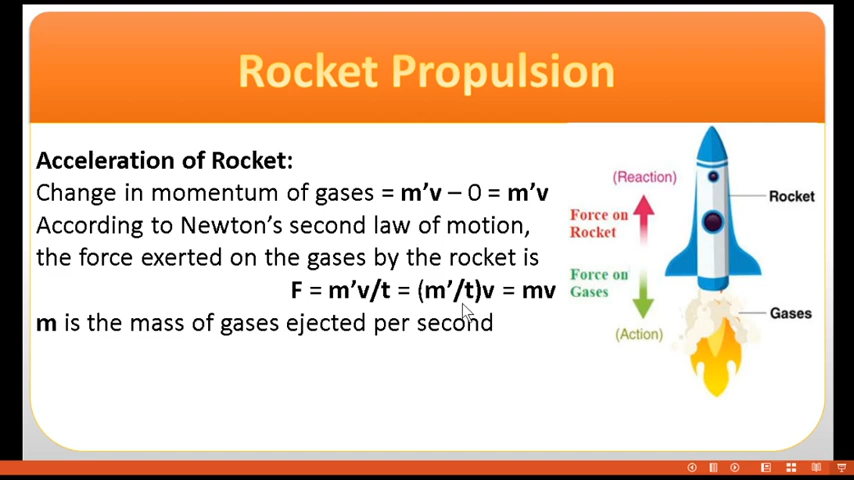 Rocket Propulsion
Acceleration of Rocket:
Change in momentum of gases = m’v – 0 = m’v
According to Newton’s second law of motion,
the force exerted on the gases by the rocket is
F = m’v/t = (m’/t)v = mv
m is the mass of gases ejected per second
(Reaction)
Force on
Rocket
Rocket
Force on
Gases
Gases
(Action)